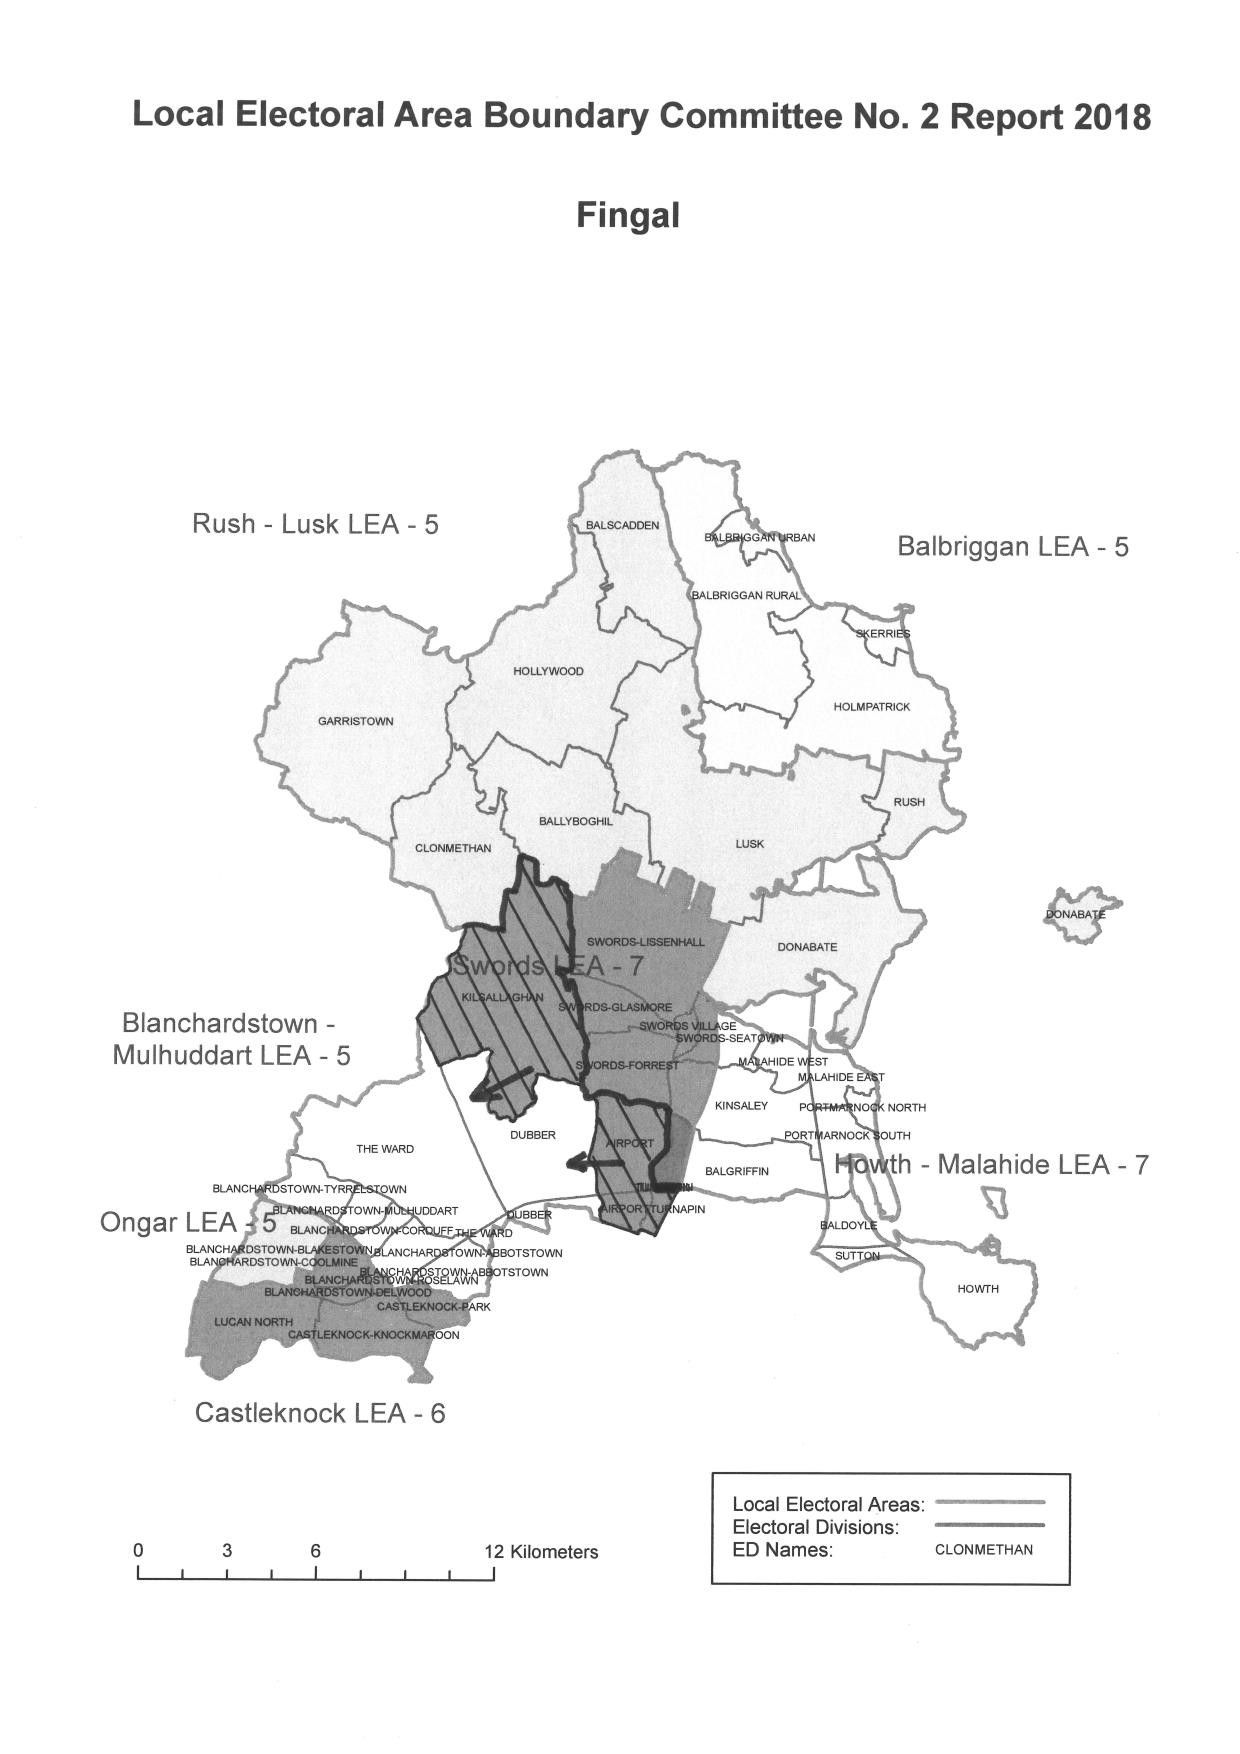 Local Electoral Area Boundary Committee No. 2 Report 2018
Fingal
Rush - Lusk LEA - 5
BALSCADDEN
BALBRIGGAN URBAN
Balbriggan LEA - 5
BALBRIGGAN RURAL
SKERRIES
HOLLYWOOD
HOLMPATRICK
GARRISTOWN
RUSH
BALLYBOGHIL
LUSK
CLONMETHAN
DONABATE
SWORDS-LISSENHALL
DONABATE
Swords LEA - 7
KILSALLAGHAN
SWORDS-GLASMORE
Blanchardstown -
Mulhuddart LEA - 5
SWORDS VILLAGE
SWORDS-SEATOWN
SWORDS-FORREST
MALAHIDE WEST
MALAHIDE EAST
KINSALEY
PORTMARNOCK NORTH
DUBBER
PORTMARNOCK SOUTH
THE WARD
AIRPORT
Howth - Malahide LEA - 7
BALGRIFFIN
BLANCHARDSTOWN-TYRRELSTOWN
BLANCHARDSTOWN-MULHUDDART
DUBBER
AIRPORT
TURNAPIN
Ongar LEA - 5
BLANCHARDSTOWN-CORDUFF
THE WARD
BALDOYLE
BLANCHARDSTOWN-BLAKESTOWN
BLANCHARDSTOWN-ABBOTSTOWN
SUTTON
BLANCHARDSTOWN-COOLMINE
BLANCHARDSTOWN-ABBOTSTOWN
BLANCHARDSTOWN-ROSELAWN
BLANCHARDSTOWN-DELWOOD
HOWTH
CASTLEKNOCK-PARK
LUCAN NORTH
CASTLEKNOCK-KNOCKMAROON
Castleknock LEA - 6
Local Electoral Areas:
Electoral Divisions:
ED Names: CLONMETHAN
0 3 6 12 Kilometers